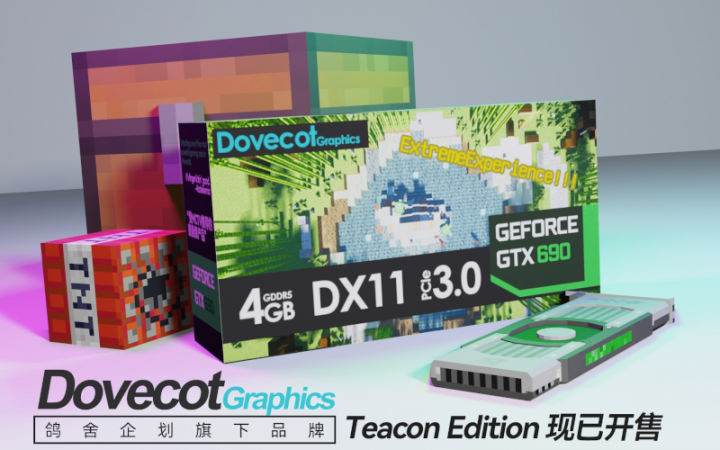 DovecotGraphics
ExtremeExperience!!!
GEFORCE
GTX 690
4GB GDDR5 DX11 PCIe 3.0
TNT
GEFORCE
GTX
DovecotGraphics
鸽舍企划旗下品牌
Teacon Edition 现已开售